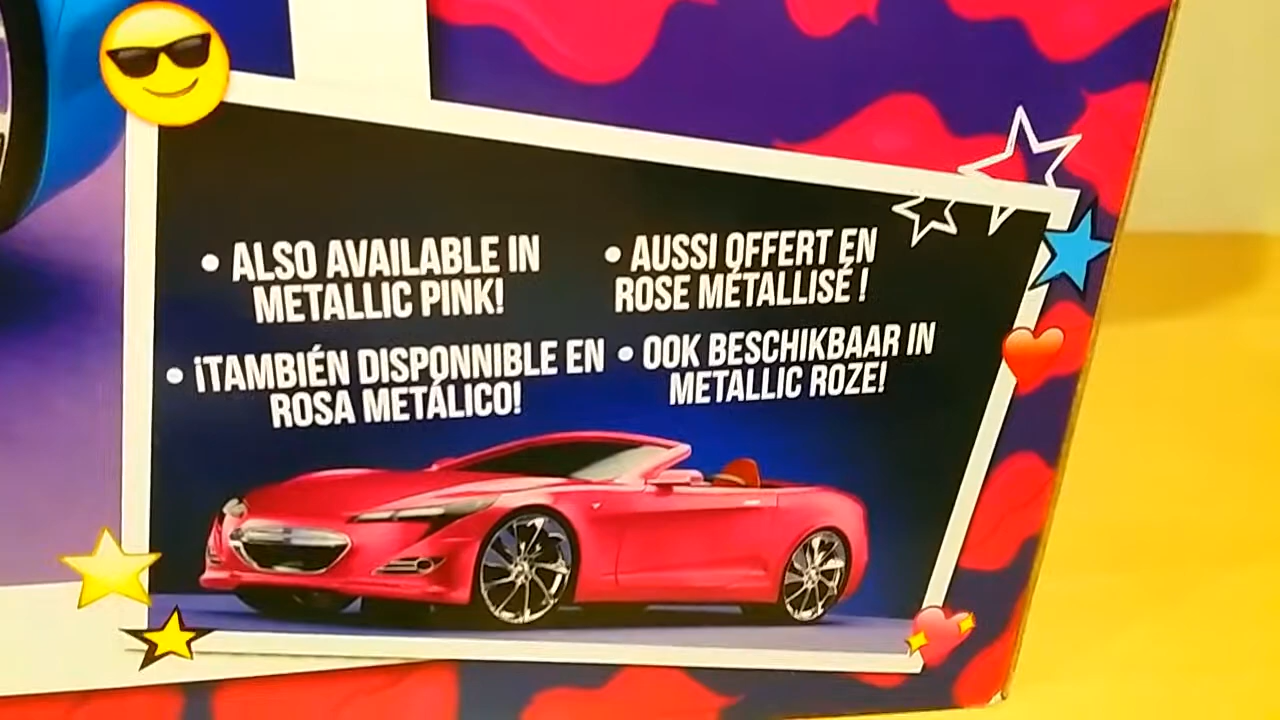 • ALSO AVAILABLE IN
METALLIC PINK!
• AUSSI OFFERT EN
ROSE MÉTALLISÉ !
• ¡TAMBIÉN DISPONNIBLE EN
ROSA METÁLICO!
• OOK BESCHIKBAAR IN
METALLIC ROZE!